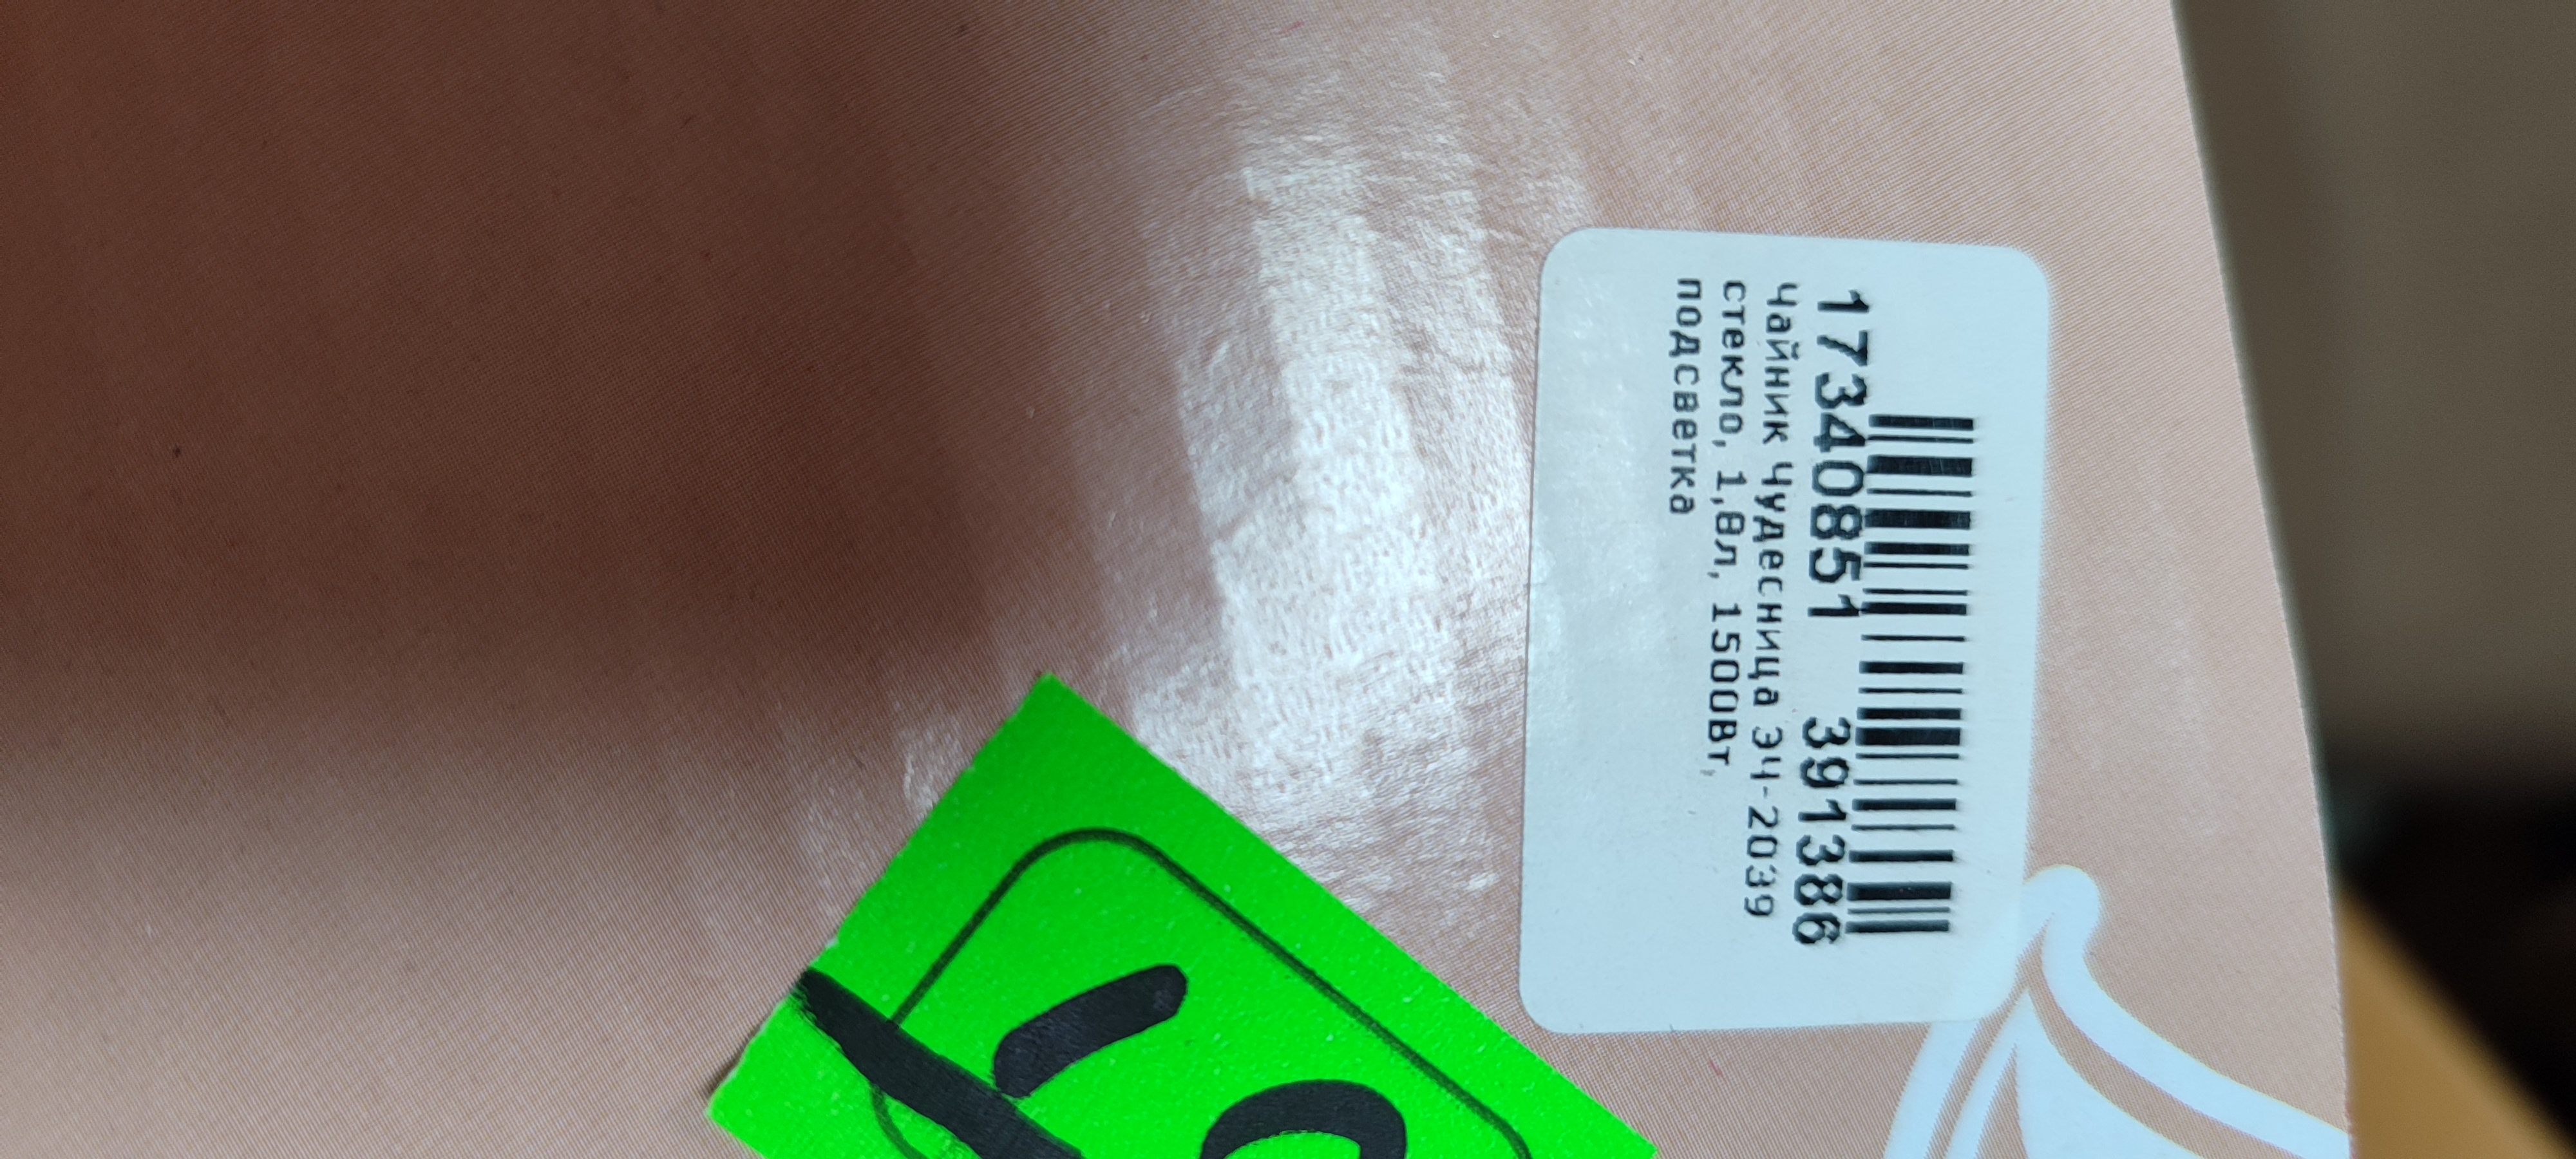 17340851 391386
Чайник Чудесница ЭЧ-2039
стекло, 1,8л, 1500Вт,
подсветка